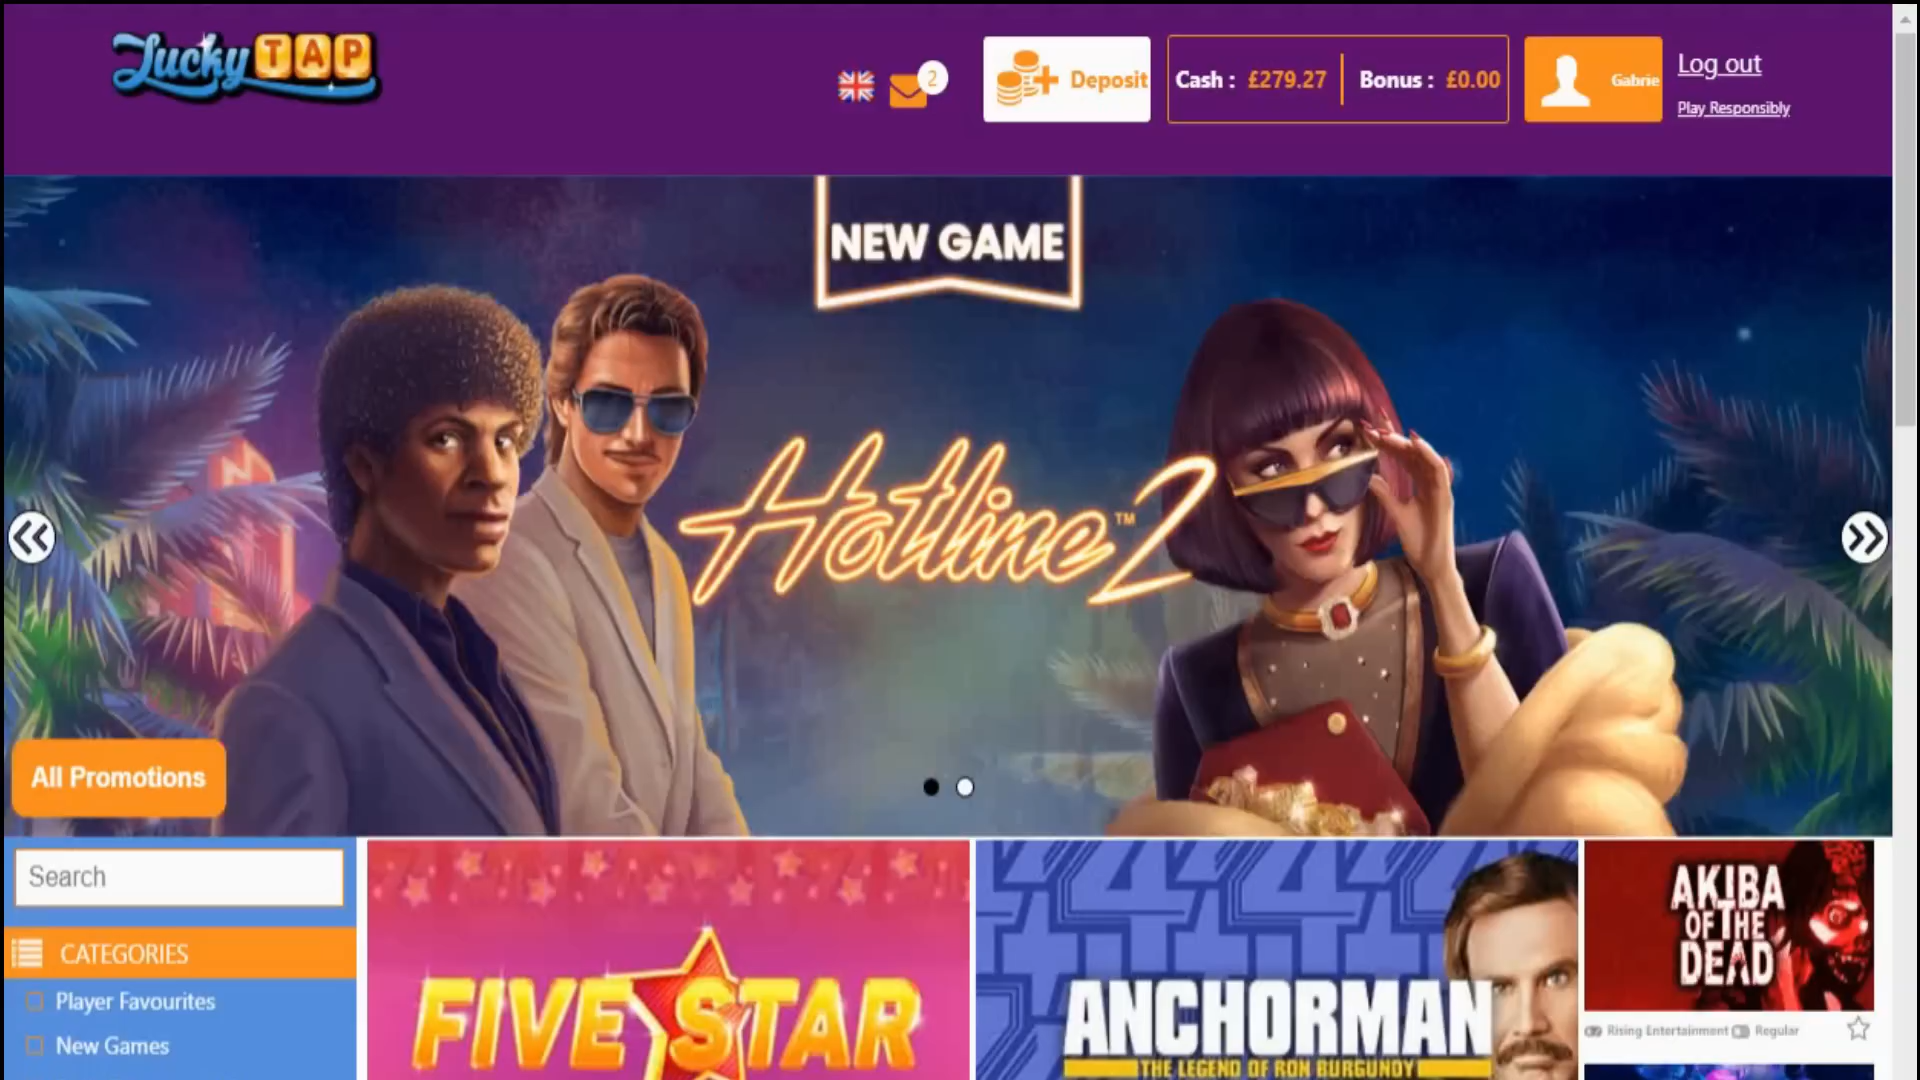 Lucky TAP
2
Deposit
Cash : £279.27
Bonus : £0.00
Gabrie
Log out
Play Responsibly
NEW GAME
Hotline™ 2
All Promotions
Search
CATEGORIES
Player Favourites
New Games
FIVE STAR
ANCHORMAN
THE LEGEND OF RON BURGUNDY
AKIBA
OF THE
DEAD
Rising Entertainment
Regular